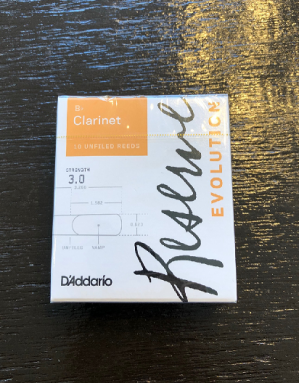 B♭
Clarinet
10 UNFILED REEDS
STRENGTH
3.0
D'Addario
Reserve
EVOLUTION